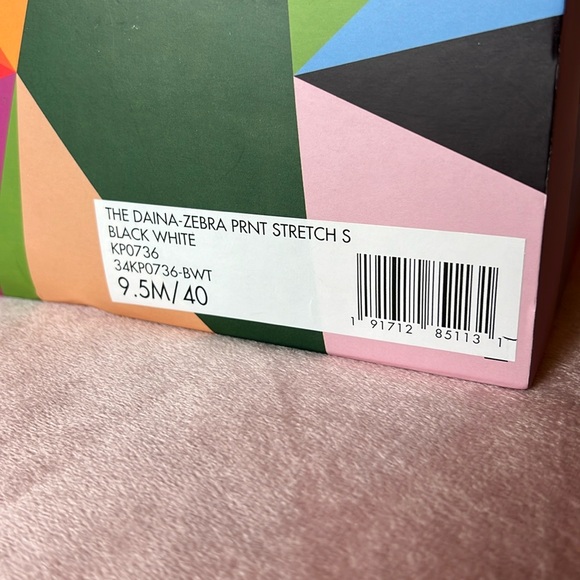 THE DAINA-ZEBRA PRNT STRETCH S
BLACK WHITE
KP0736
34KP0736-BWT
9.5M/40
1 91712 85113 1